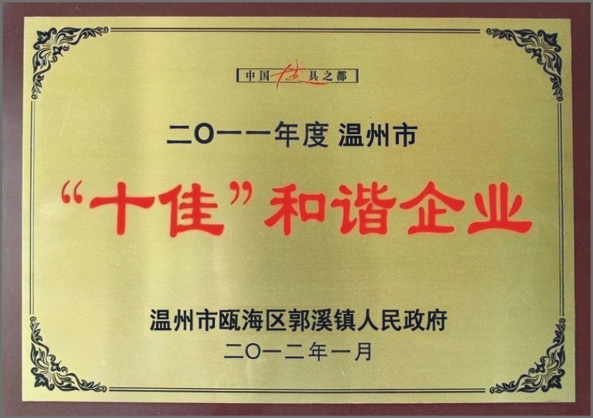 中国 具之都
二〇一一年度 温州市
“十佳”和谐企业
温州市瓯海区郭溪镇人民政府
二〇一二年一月